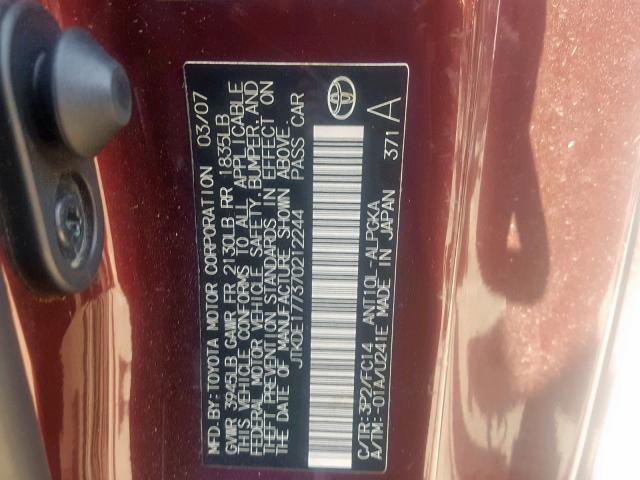 MFD. BY: TOYOTA MOTOR CORPORATION 03/07
GVWR 3945LB GAWR FR 2130LB RR 1835LB
THIS VEHICLE CONFORMS TO ALL APPLICABLE
FEDERAL MOTOR VEHICLE SAFETY, BUMPER, AND
THEFT PREVENTION STANDARDS IN EFFECT ON
THE DATE OF MANUFACTURE SHOWN ABOVE.
JTKDE177370212244 PASS CAR
C/TR:3P2/FC14 ANT10L-ALPGKA 371 A
A/TM:-01A/U241E MADE IN JAPAN